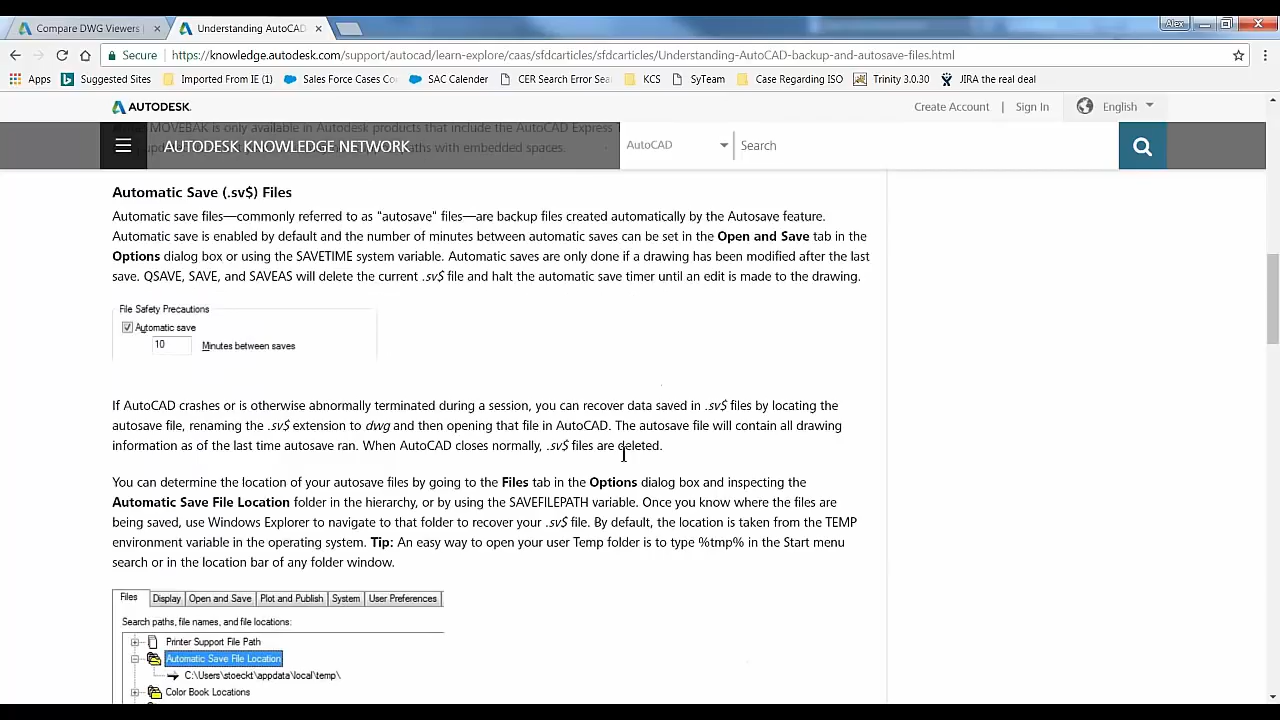 Compare DWG Viewers
Understanding AutoCAD
Alex
Secure
https://knowledge.autodesk.com/support/autocad/learn-explore/caas/sfdcarticles/sfdcarticles/Understanding-AutoCAD-backup-and-autosave-files.html
Apps Suggested Sites Imported From IE (1) Sales Force Cases Co SAC Calender CER Search Error Sea KCS SyTeam Case Regarding ISO Trinity 3.0.30 JIRA the real deal
AUTODESK. Create Account | Sign In English
MOVEBAK is only available in Autodesk products that include the AutoCAD Express
with embedded spaces.
AUTODESK KNOWLEDGE NETWORK AutoCAD Search
Automatic Save (.sv$) Files
Automatic save files—commonly referred to as "autosave" files—are backup files created automatically by the Autosave feature.
Automatic save is enabled by default and the number of minutes between automatic saves can be set in the Open and Save tab in the
Options dialog box or using the SAVETIME system variable. Automatic saves are only done if a drawing has been modified after the last
save. QSAVE, SAVE, and SAVEAS will delete the current .sv$ file and halt the automatic save timer until an edit is made to the drawing.
File Safety Precautions
Automatic save
10 Minutes between saves
If AutoCAD crashes or is otherwise abnormally terminated during a session, you can recover data saved in .sv$ files by locating the
autosave file, renaming the .sv$ extension to dwg and then opening that file in AutoCAD. The autosave file will contain all drawing
information as of the last time autosave ran. When AutoCAD closes normally, .sv$ files are deleted.
You can determine the location of your autosave files by going to the Files tab in the Options dialog box and inspecting the
Automatic Save File Location folder in the hierarchy, or by using the SAVEFILEPATH variable. Once you know where the files are
being saved, use Windows Explorer to navigate to that folder to recover your .sv$ file. By default, the location is taken from the TEMP
environment variable in the operating system. Tip: An easy way to open your user Temp folder is to type %tmp% in the Start menu
search or in the location bar of any folder window.
Files Display Open and Save Plot and Publish System User Preferences
Search paths, file names, and file locations:
Printer Support File Path
Automatic Save File Location
C:\Users\stoeckt\appdata\local\temp\
Color Book Locations